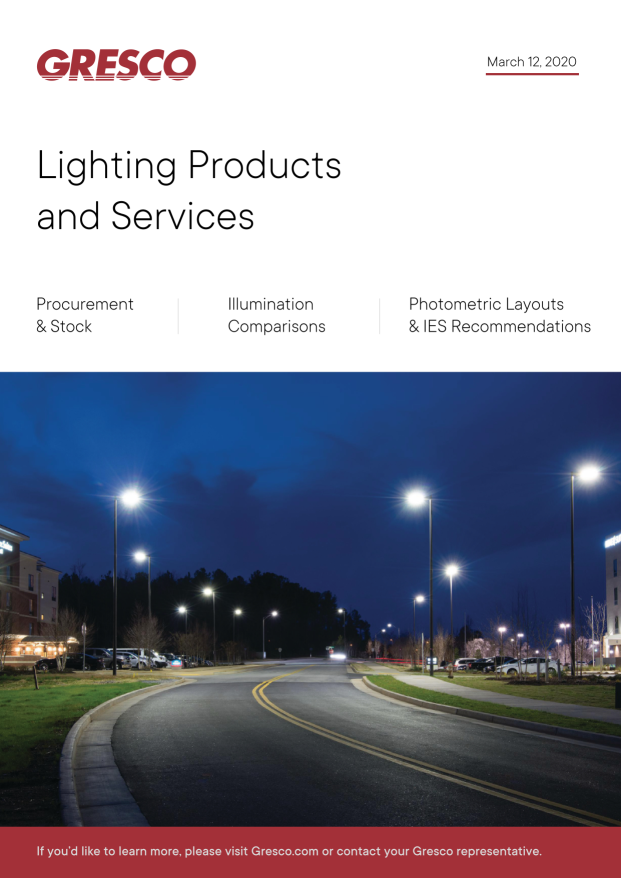 GRESCO
March 12, 2020
Lighting Products
and Services
Procurement
& Stock
Illumination
Comparisons
Photometric Layouts
& IES Recommendations
If you'd like to learn more, please visit Gresco.com or contact your Gresco representative.